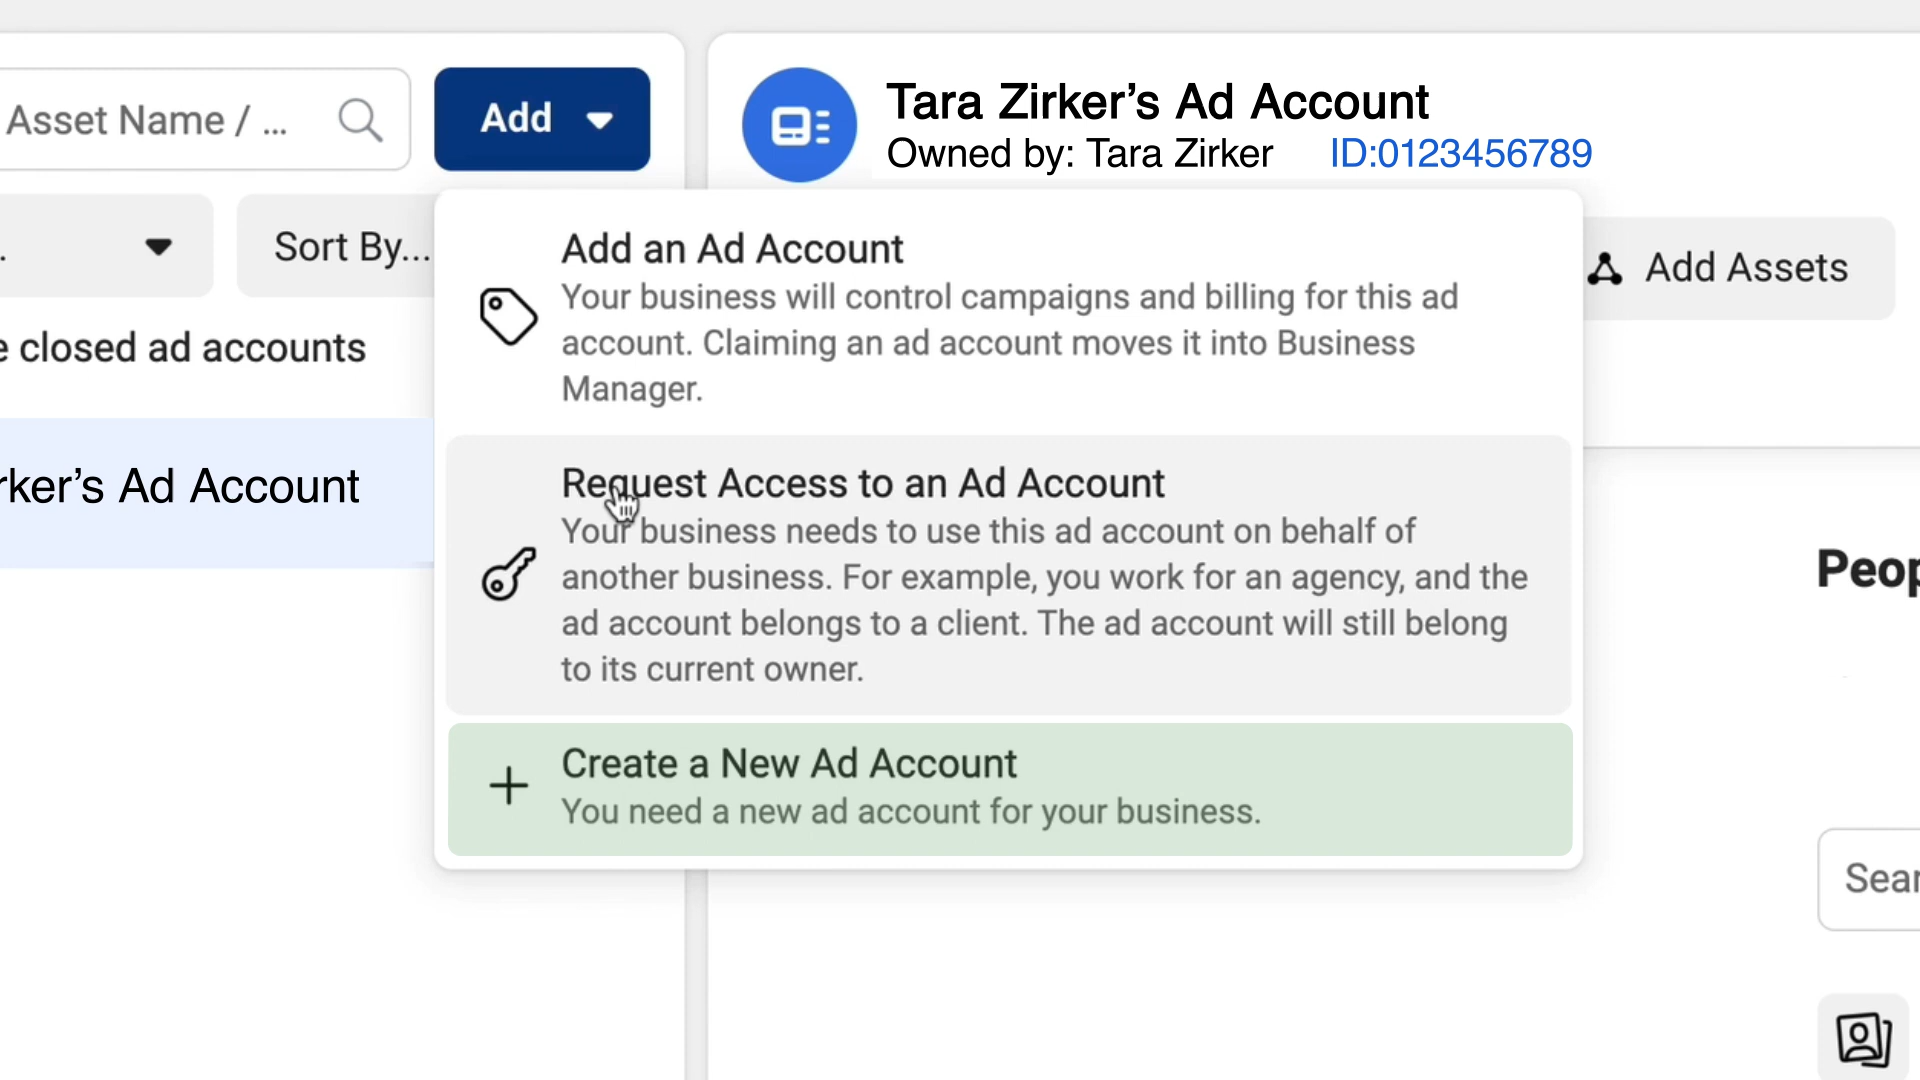 Asset Name / ...
Add
Tara Zirker’s Ad Account
Owned by: Tara Zirker ID:0123456789
Sort By...
Add Assets
closed ad accounts
rker’s Ad Account
Add an Ad Account
Your business will control campaigns and billing for this ad
account. Claiming an ad account moves it into Business
Manager.
Request Access to an Ad Account
Your business needs to use this ad account on behalf of
another business. For example, you work for an agency, and the
ad account belongs to a client. The ad account will still belong
to its current owner.
Create a New Ad Account
You need a new ad account for your business.
Peop
Sear